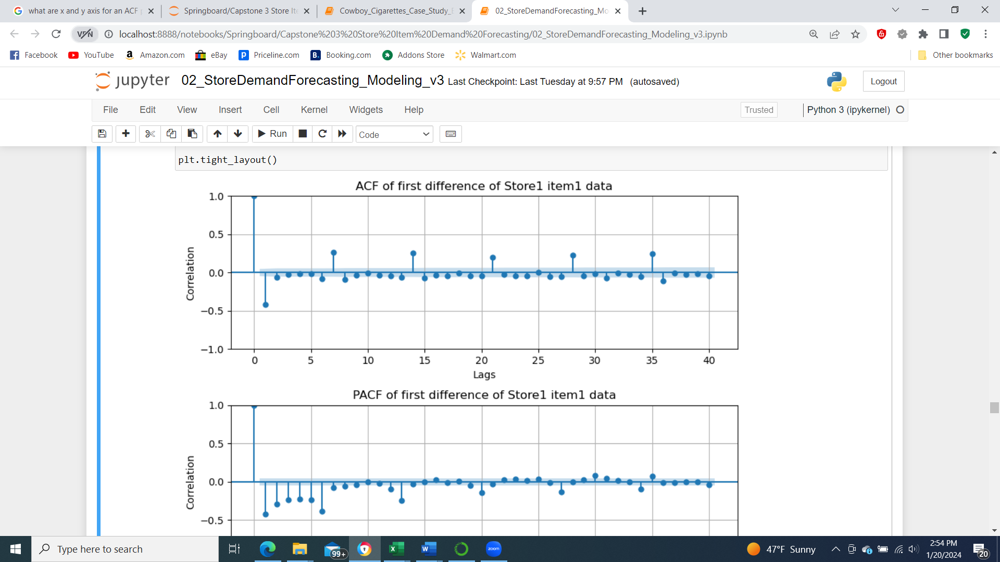 what are x and y axis for an ACF
Springboard/Capstone 3 Store Ite
Cowboy_Cigarettes_Case_Study_
02_StoreDemandForecasting_Mo
VPN
localhost:8888/notebooks/Springboard/Capstone%203%20Store%20Item%20Demand%20Forecasting/02_StoreDemandForecasting_Modeling_v3.ipynb
Facebook YouTube Amazon.com eBay Priceline.com Booking.com Addons Store Walmart.com Other bookmarks
jupyter 02_StoreDemandForecasting_Modeling_v3 Last Checkpoint: Last Tuesday at 9:57 PM (autosaved) Logout
File Edit View Insert Cell Kernel Widgets Help Trusted Python 3 (ipykernel)
Run Code
plt.tight_layout()
ACF of first difference of Store1 item1 data
1.0
0.5
0.0
−0.5
−1.0
Correlation
0 5 10 15 20 25 30 35 40
Lags
PACF of first difference of Store1 item1 data
1.0
0.5
0.0
−0.5
Correlation
Type here to search
99+
zoom
47°F Sunny
2:54 PM
1/20/2024
20